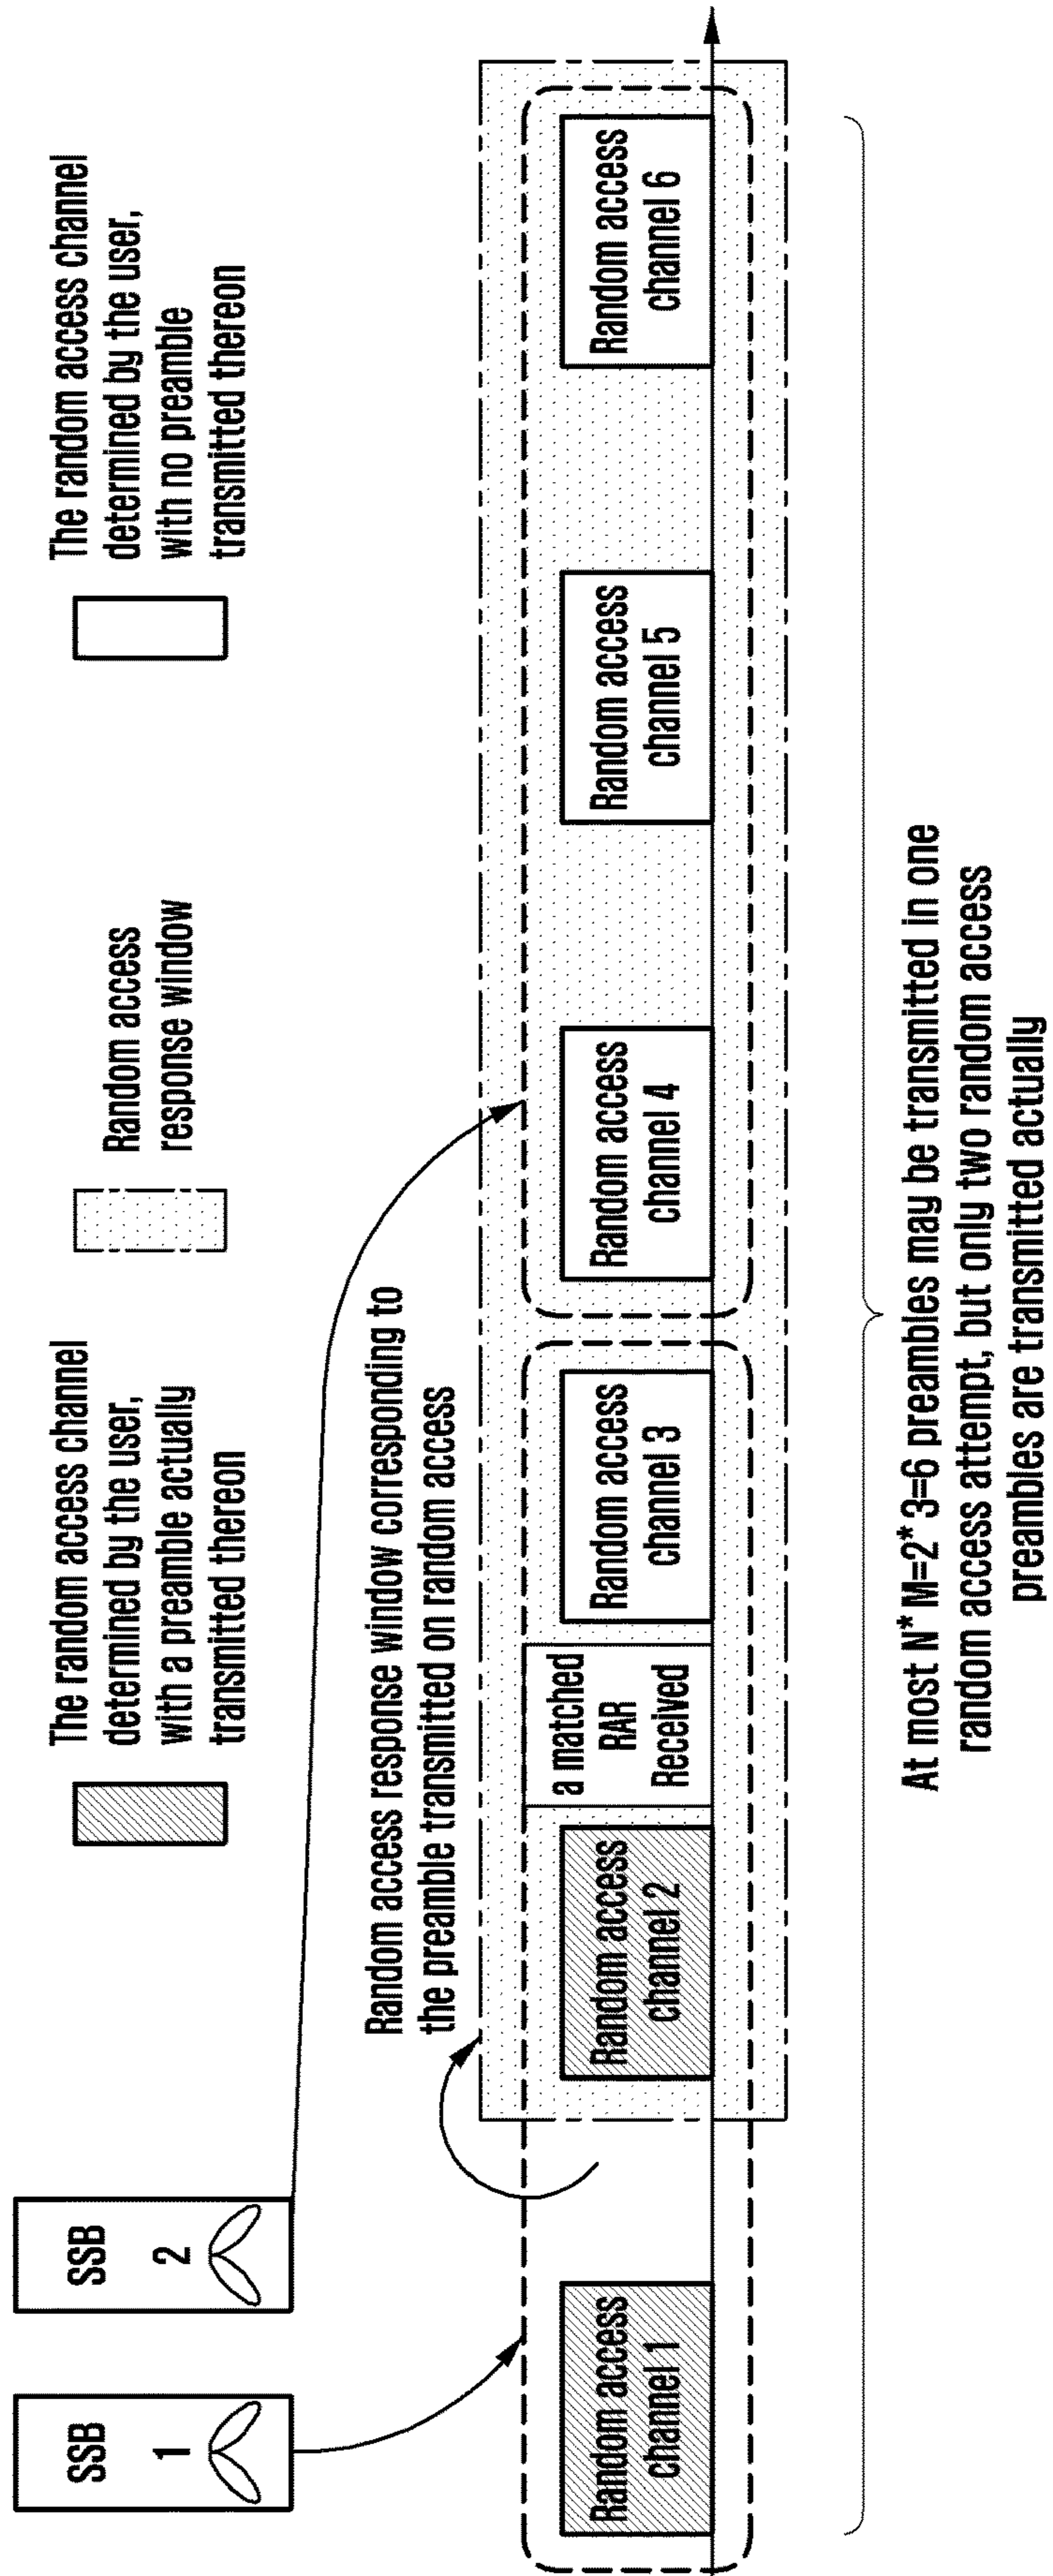 The random access channel
determined by the user,
with a preamble actually
transmitted thereon
Random access
response window
The random access channel
determined by the user,
with no preamble
transmitted thereon
SSB
1
SSB
2
Random access response window corresponding to
the preamble transmitted on random access
Random access
channel 1
Random access
channel 2
a matched
RAR
Received
Random access
channel 3
Random access
channel 4
Random access
channel 5
Random access
channel 6
At most N*M=2*3=6 preambles may be transmitted in one
random access attempt, but only two random access
preambles are transmitted actually